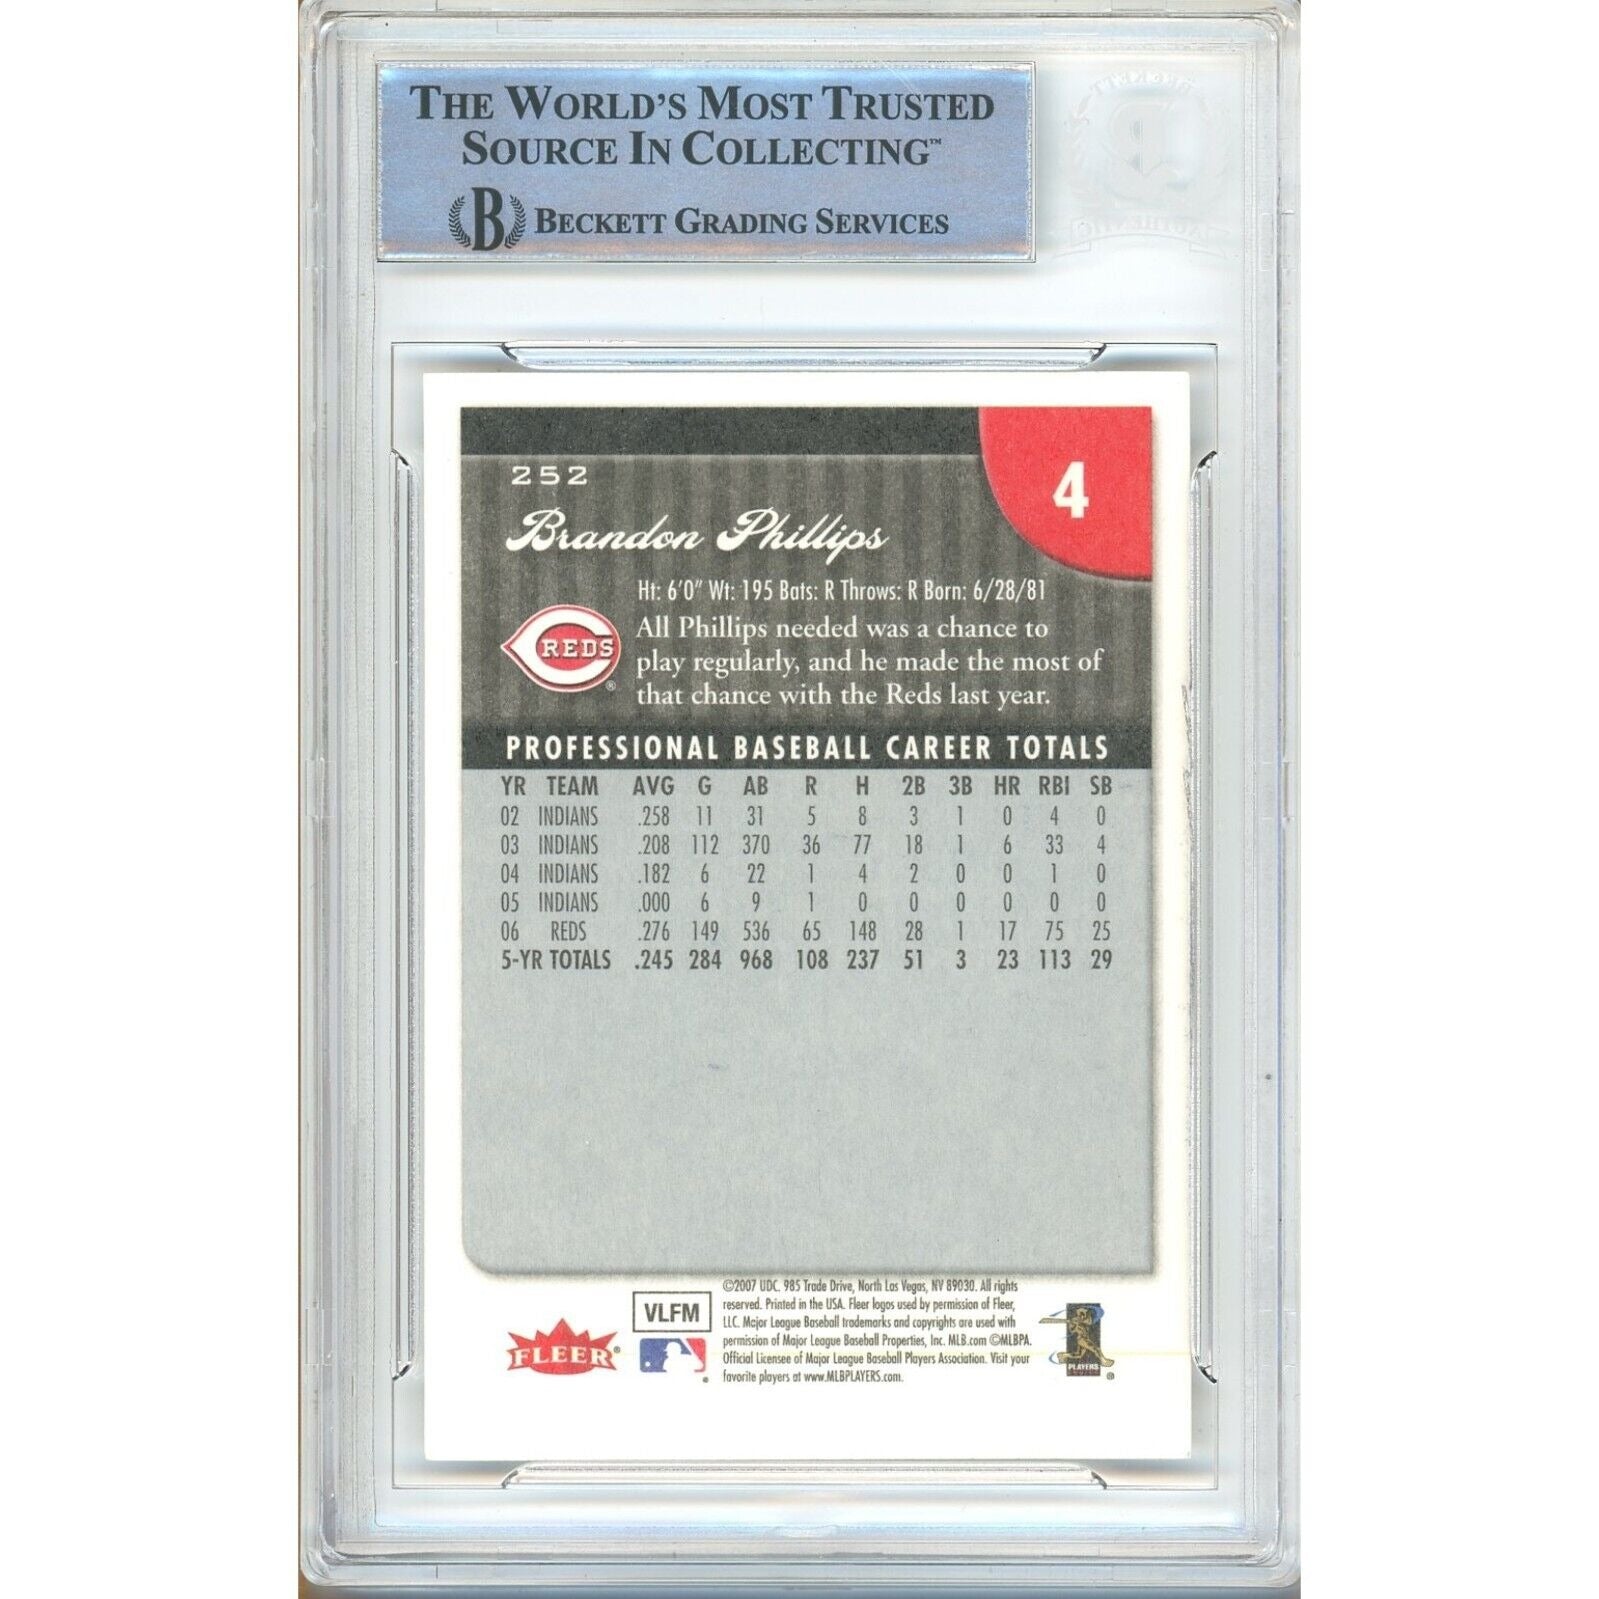 THE WORLD'S MOST TRUSTED
SOURCE IN COLLECTING™
B BECKETT GRADING SERVICES
252
4
Brandon Phillips
Ht: 6'0" Wt: 195 Bats: R Throws: R Born: 6/28/81
REDS®
All Phillips needed was a chance to
play regularly, and he made the most of
that chance with the Reds last year.
PROFESSIONAL BASEBALL CAREER TOTALS
YR TEAM AVG G AB R H 2B 3B HR RBI SB
02 INDIANS .258 11 31 5 8 3 1 0 4 0
03 INDIANS .208 112 370 36 77 18 1 6 33 4
04 INDIANS .182 6 22 1 4 2 0 0 1 0
05 INDIANS .000 6 9 1 0 0 0 0 0 0
06 REDS .276 149 536 65 148 28 1 17 75 25
5-YR TOTALS .245 284 968 108 237 51 3 23 113 29
©2007 UDC. 985 Trade Drive, North Las Vegas, NV 89030. All rights
reserved. Printed in the USA. Fleer logos used by permission of Fleer,
LLC. Major League Baseball trademarks and copyrights are used with
permission of Major League Baseball Properties, Inc. MLB.com ©MLBPA.
Official Licensee of Major League Baseball Players Association. Visit your
favorite players at www.MLBPLAYERS.com.
VLFM
FLEER®
PLAYERS